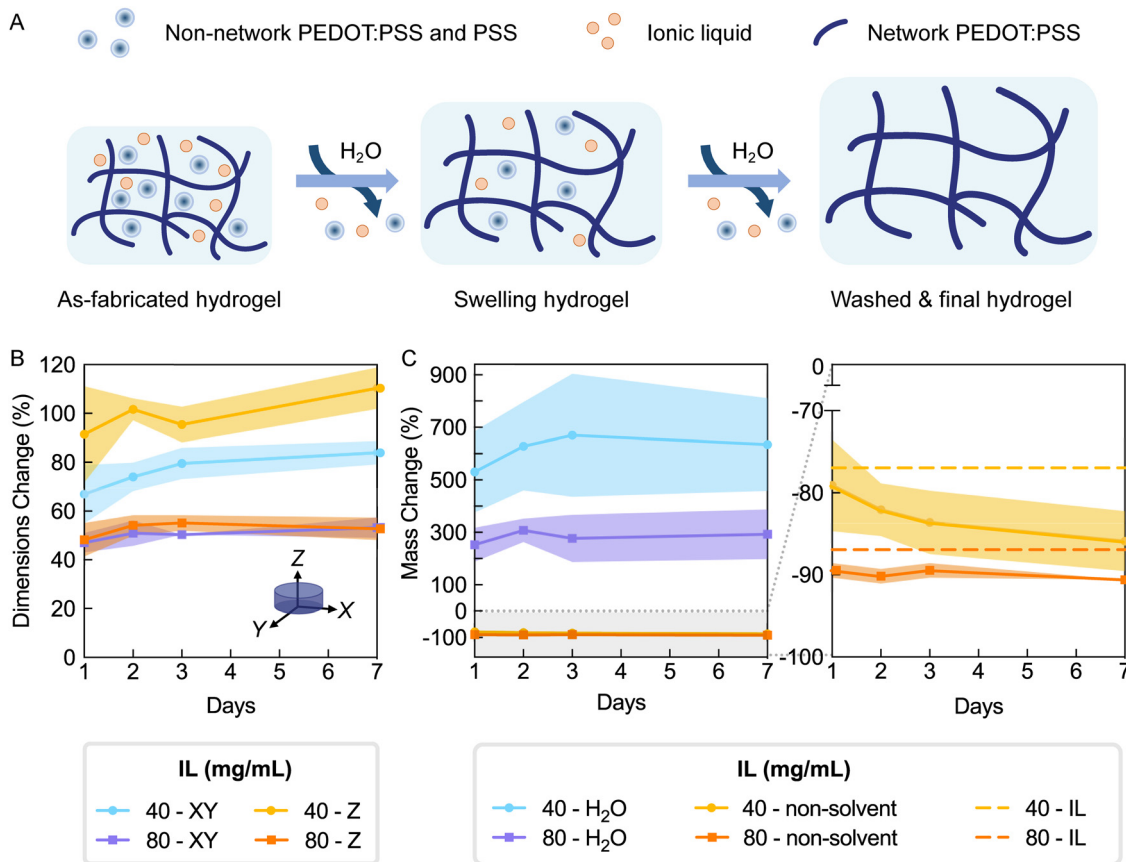 A
Non-network PEDOT:PSS and PSS
Ionic liquid
Network PEDOT:PSS
H₂O
H₂O
As-fabricated hydrogel
Swelling hydrogel
Washed & final hydrogel
B
Dimensions Change (%)
120
100
80
60
40
20
0
1 2 3 4 5 6 7
Days
Z
Y
X
C
Mass Change (%)
900
700
500
300
100
0
-100
1 2 3 4 5 6 7
Days
0
-70
-80
-90
-100
1 2 3 4 5 6 7
Days
IL (mg/mL)
40 - XY
40 - Z
80 - XY
80 - Z
IL (mg/mL)
40 - H₂O
40 - non-solvent
40 - IL
80 - H₂O
80 - non-solvent
80 - IL